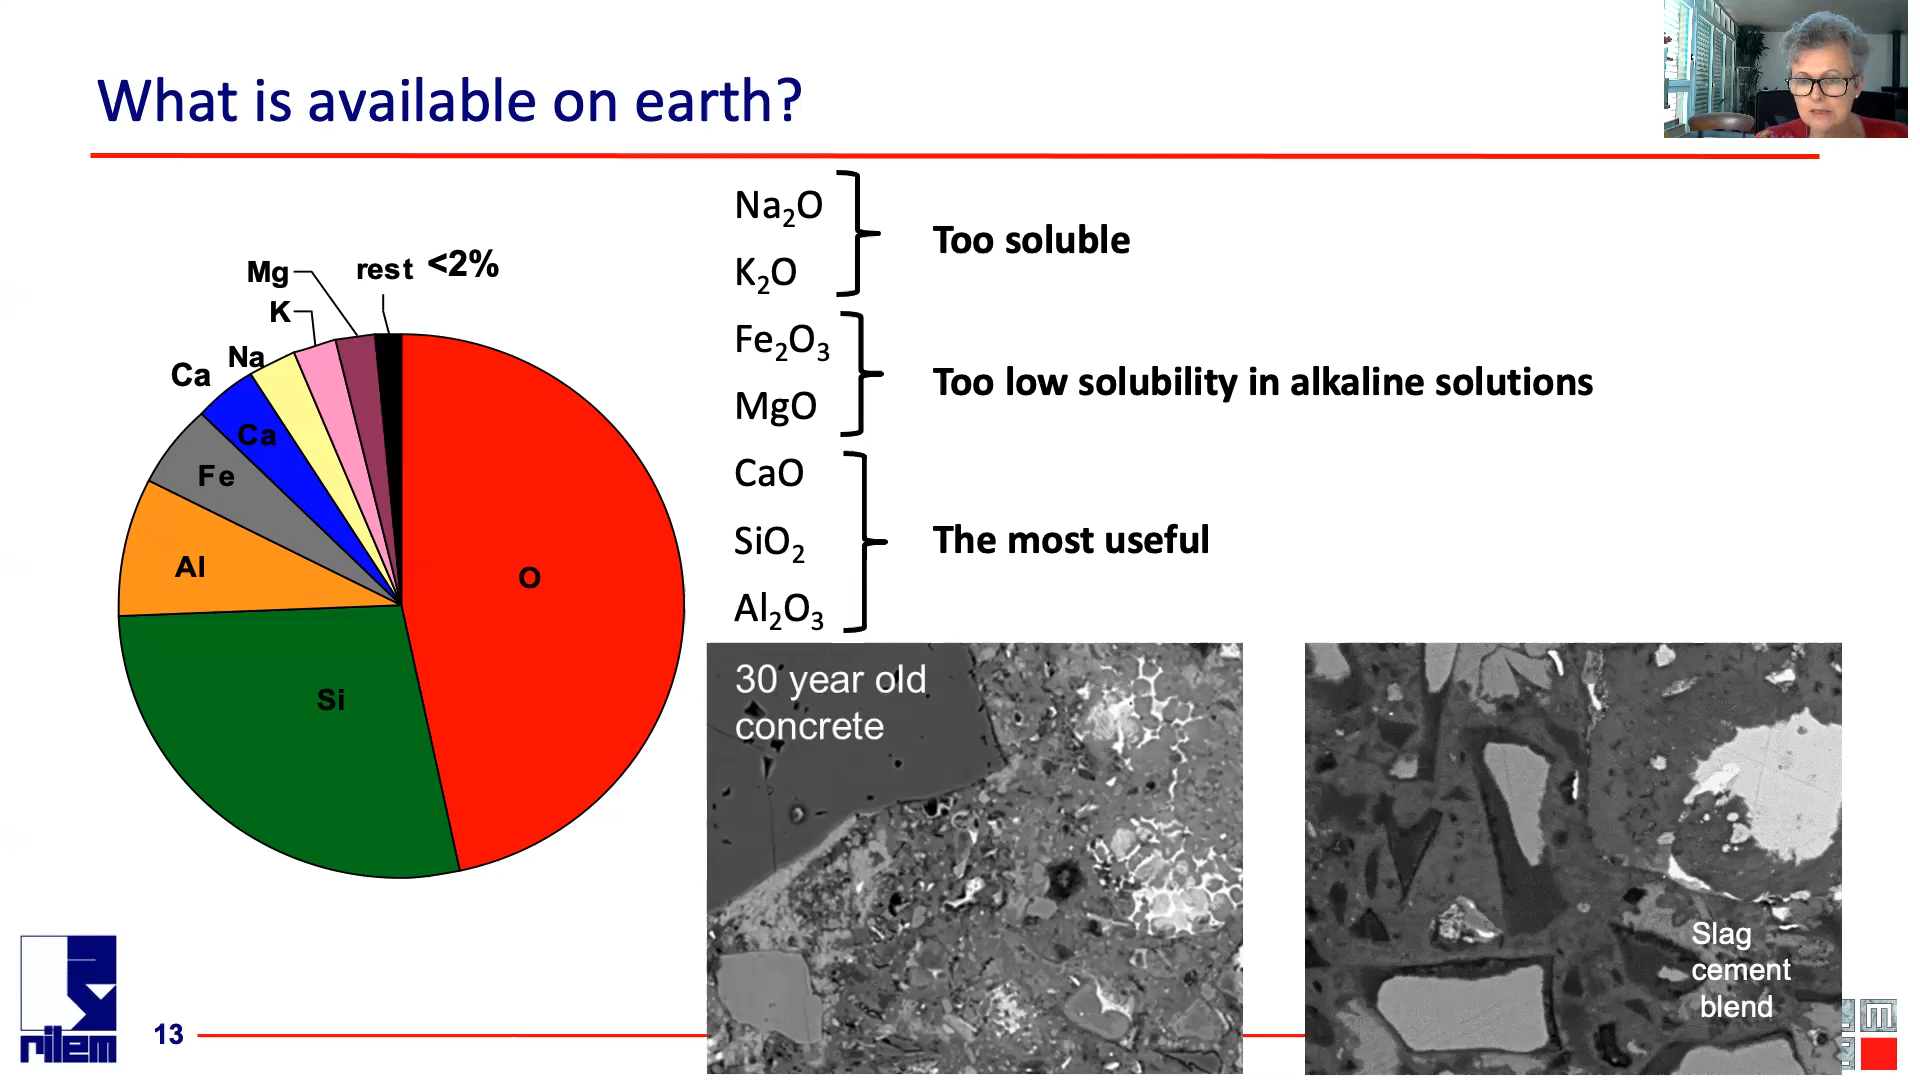 What is available on earth?
Mg
rest <2%
K
Ca
Na
Ca
Fe
Al
O
Si
Na₂O
K₂O
Too soluble
Fe₂O₃
MgO
Too low solubility in alkaline solutions
CaO
SiO₂
Al₂O₃
The most useful
30 year old
concrete
Slag
cement
blend
rilem
13